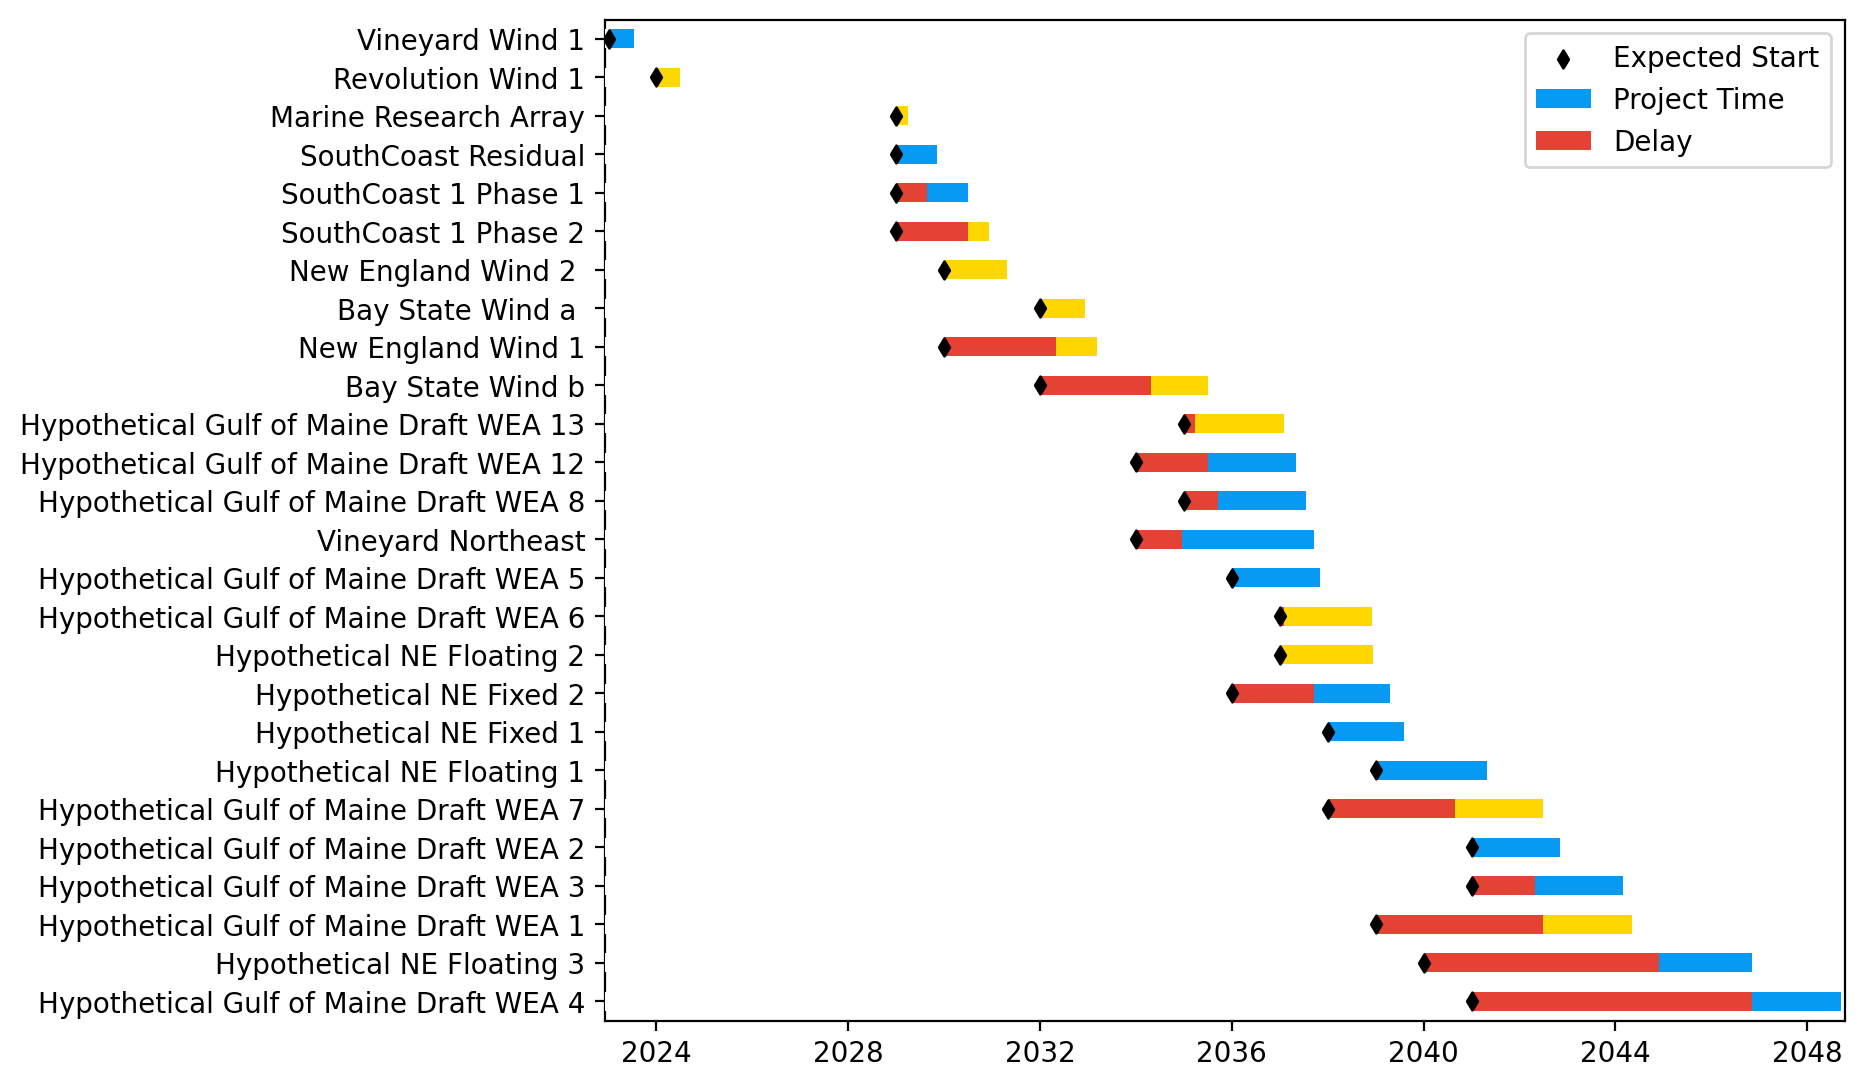 Vineyard Wind 1
Revolution Wind 1
Marine Research Array
SouthCoast Residual
SouthCoast 1 Phase 1
SouthCoast 1 Phase 2
New England Wind 2
Bay State Wind a
New England Wind 1
Bay State Wind b
Hypothetical Gulf of Maine Draft WEA 13
Hypothetical Gulf of Maine Draft WEA 12
Hypothetical Gulf of Maine Draft WEA 8
Vineyard Northeast
Hypothetical Gulf of Maine Draft WEA 5
Hypothetical Gulf of Maine Draft WEA 6
Hypothetical NE Floating 2
Hypothetical NE Fixed 2
Hypothetical NE Fixed 1
Hypothetical NE Floating 1
Hypothetical Gulf of Maine Draft WEA 7
Hypothetical Gulf of Maine Draft WEA 2
Hypothetical Gulf of Maine Draft WEA 3
Hypothetical Gulf of Maine Draft WEA 1
Hypothetical NE Floating 3
Hypothetical Gulf of Maine Draft WEA 4
Expected Start
Project Time
Delay
2024 2028 2032 2036 2040 2044 2048